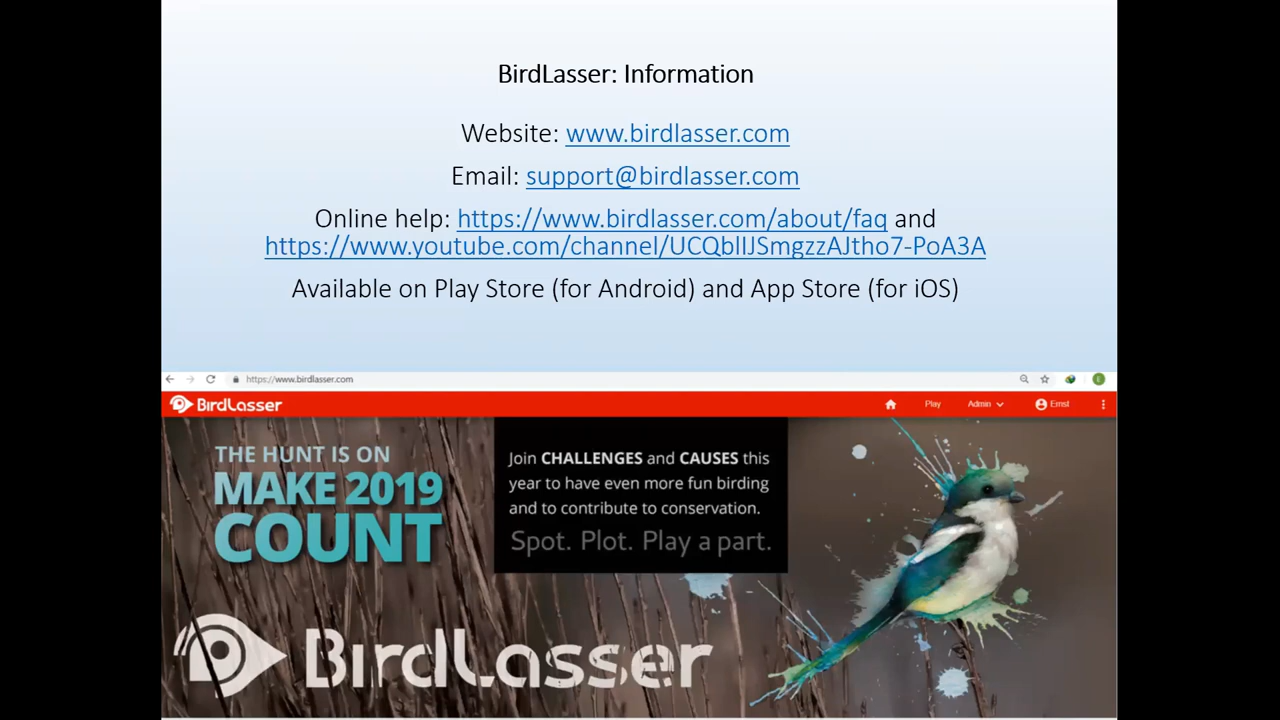 BirdLasser: Information
Website: www.birdlasser.com
Email: support@birdlasser.com
Online help: https://www.birdlasser.com/about/faq and
https://www.youtube.com/channel/UCQblIJSmgzzAJtho7-PoA3A
Available on Play Store (for Android) and App Store (for iOS)
https://www.birdlasser.com
E
BirdLasser
Play
Admin
Ernst
THE HUNT IS ON
MAKE 2019
COUNT
Join CHALLENGES and CAUSES this
year to have even more fun birding
and to contribute to conservation.
Spot. Plot. Play a part.
BirdLasser